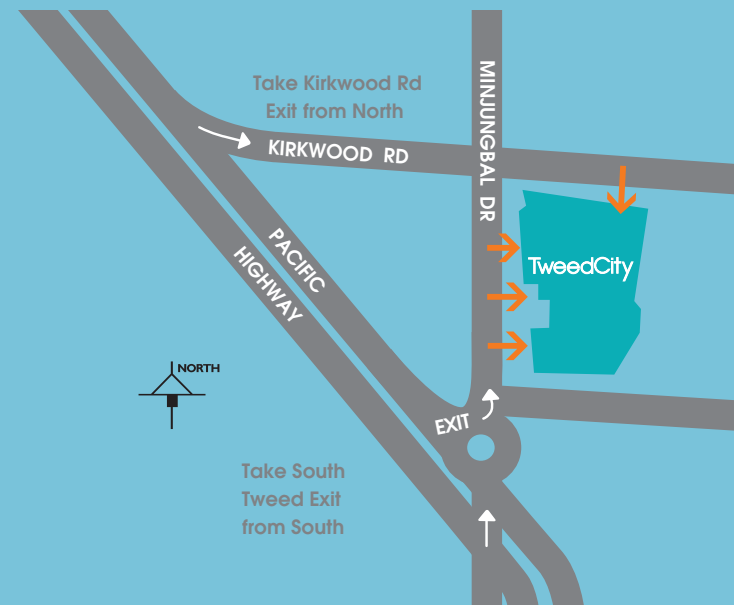 Take Kirkwood Rd
Exit from North
KIRKWOOD RD
MINJUNGBAL DR
TweedCity
PACIFIC
HIGHWAY
NORTH
EXIT
Take South
Tweed Exit
from South